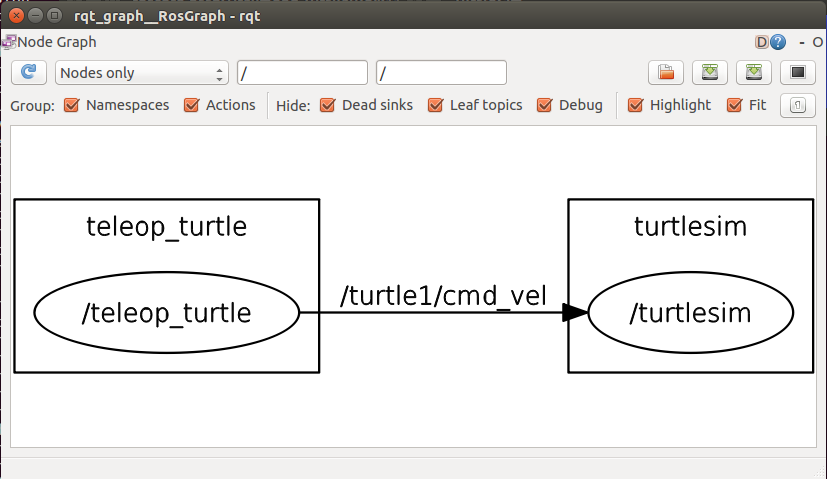 rqt_graph__RosGraph - rqt
Node Graph
D ? - O
Nodes only / /
Group: Namespaces Actions Hide: Dead sinks Leaf topics Debug Highlight Fit
teleop_turtle turtlesim
/teleop_turtle /turtle1/cmd_vel /turtlesim